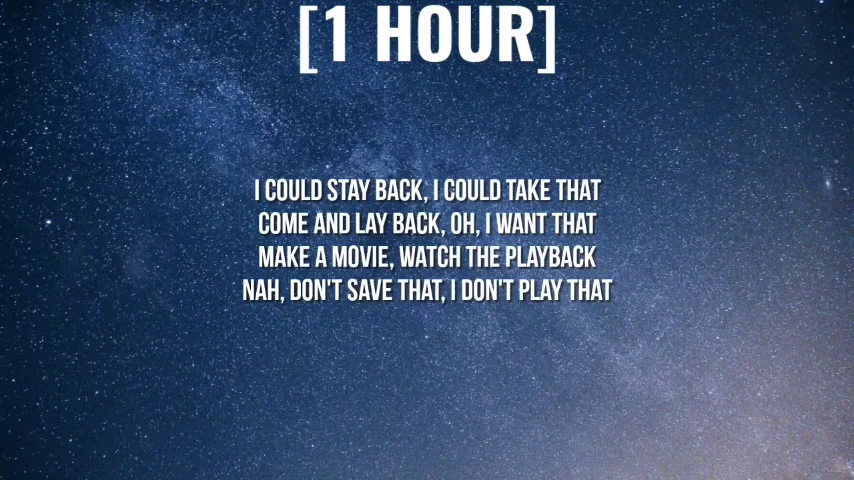 [1 HOUR]
I COULD STAY BACK, I COULD TAKE THAT
COME AND LAY BACK, OH, I WANT THAT
MAKE A MOVIE, WATCH THE PLAYBACK
NAH, DON'T SAVE THAT, I DON'T PLAY THAT